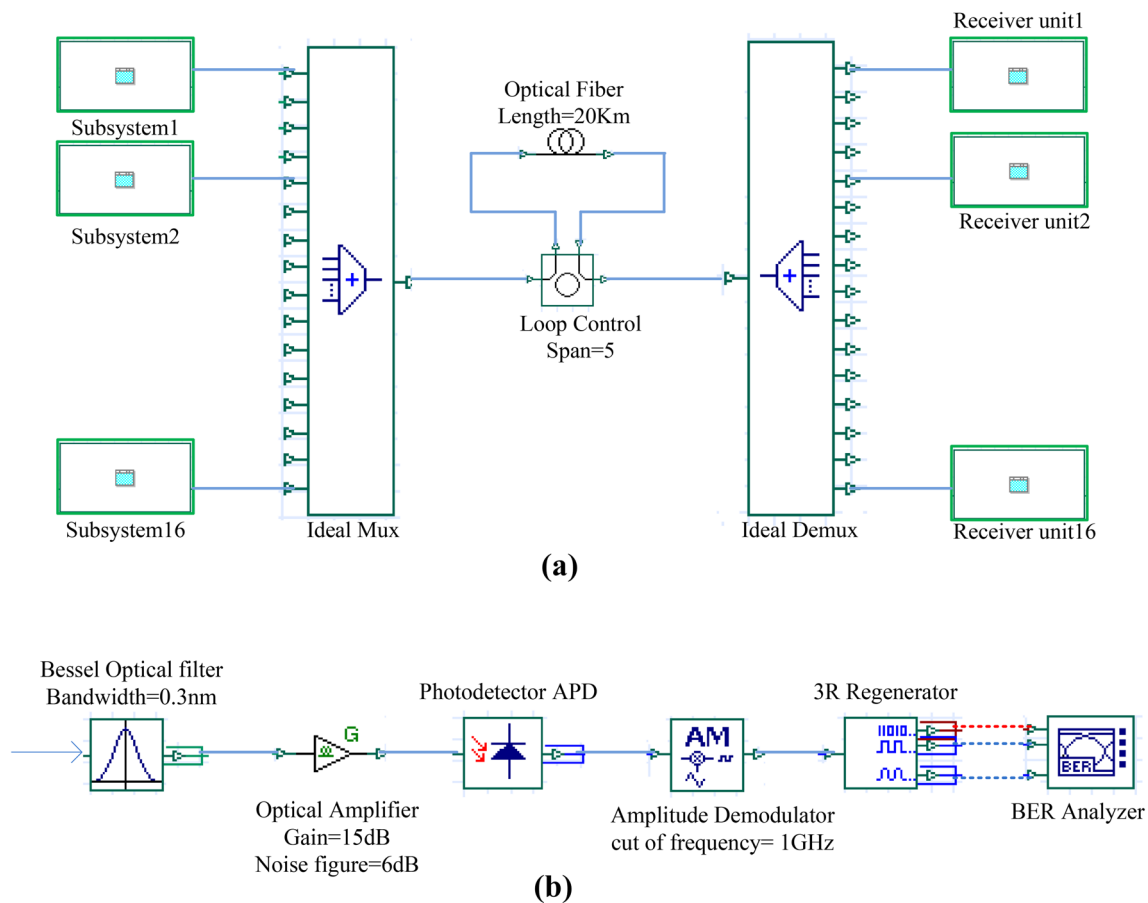 Receiver unit1
Optical Fiber
Length=20Km
Subsystem1
Subsystem2
Receiver unit2
Loop Control
Span=5
Subsystem16
Ideal Mux
Ideal Demux
Receiver unit16
(a)
Bessel Optical filter
Bandwidth=0.3nm
Photodetector APD
3R Regenerator
G
AM
11010
BER
Optical Amplifier
Gain=15dB
Noise figure=6dB
Amplitude Demodulator
cut of frequency= 1GHz
BER Analyzer
(b)